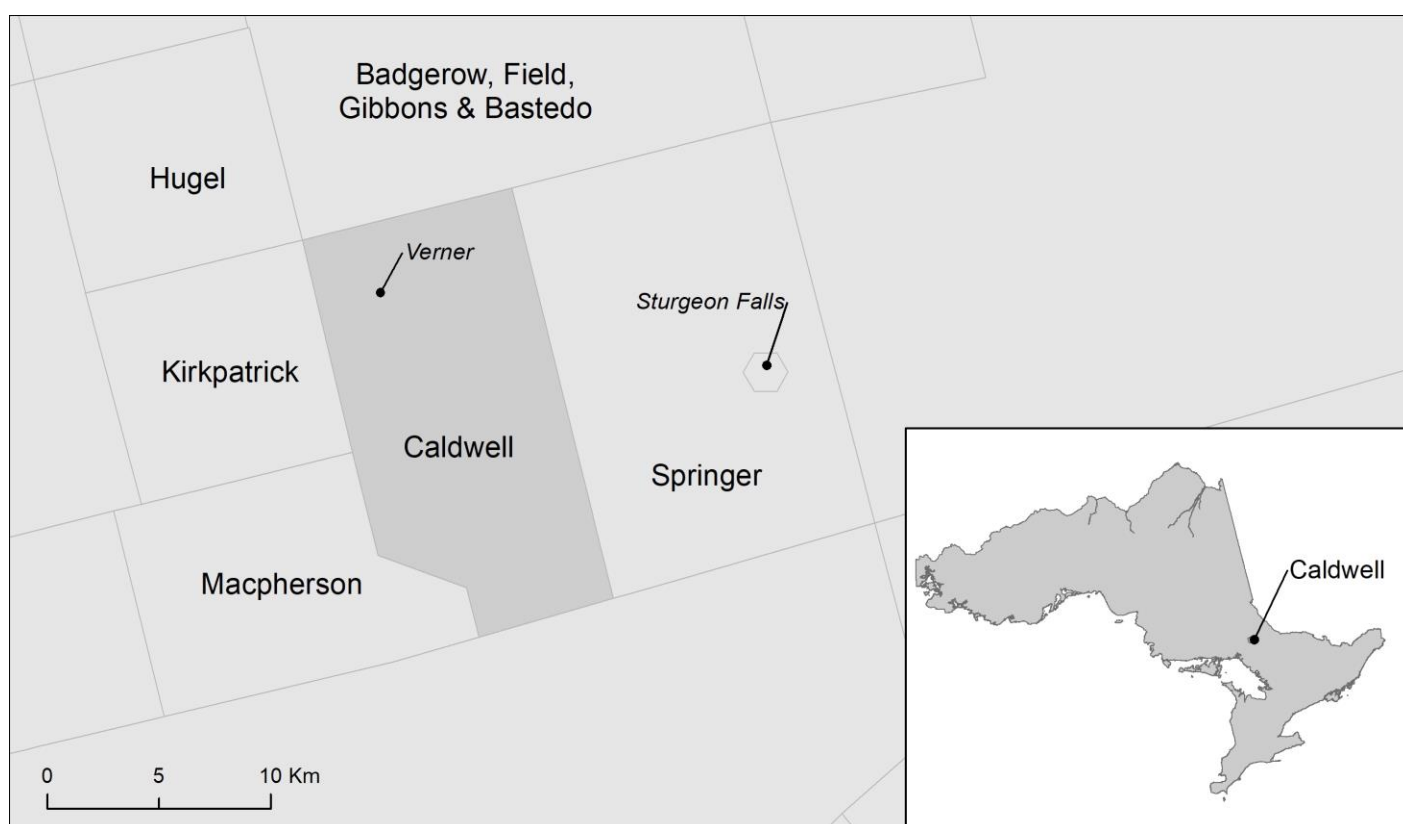 Badgerow, Field,
Gibbons & Bastedo
Hugel
Verner
Sturgeon Falls
Kirkpatrick
Caldwell
Springer
Macpherson
Caldwell
0 5 10 Km